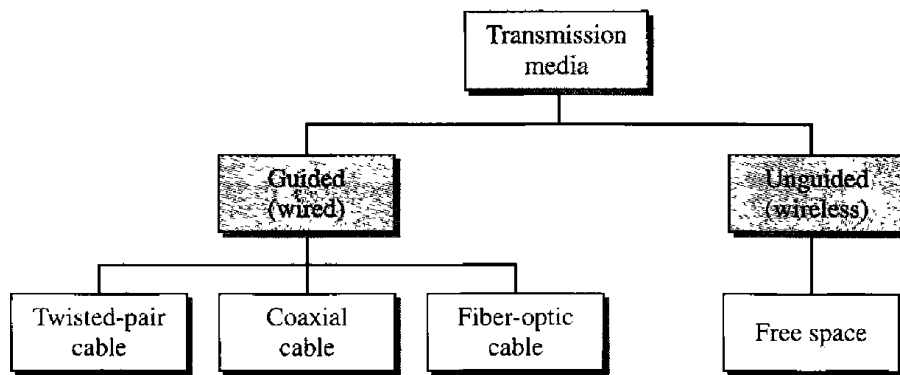 Transmission
media
Guided
(wired)
Unguided
(wireless)
Twisted-pair
cable
Coaxial
cable
Fiber-optic
cable
Free space